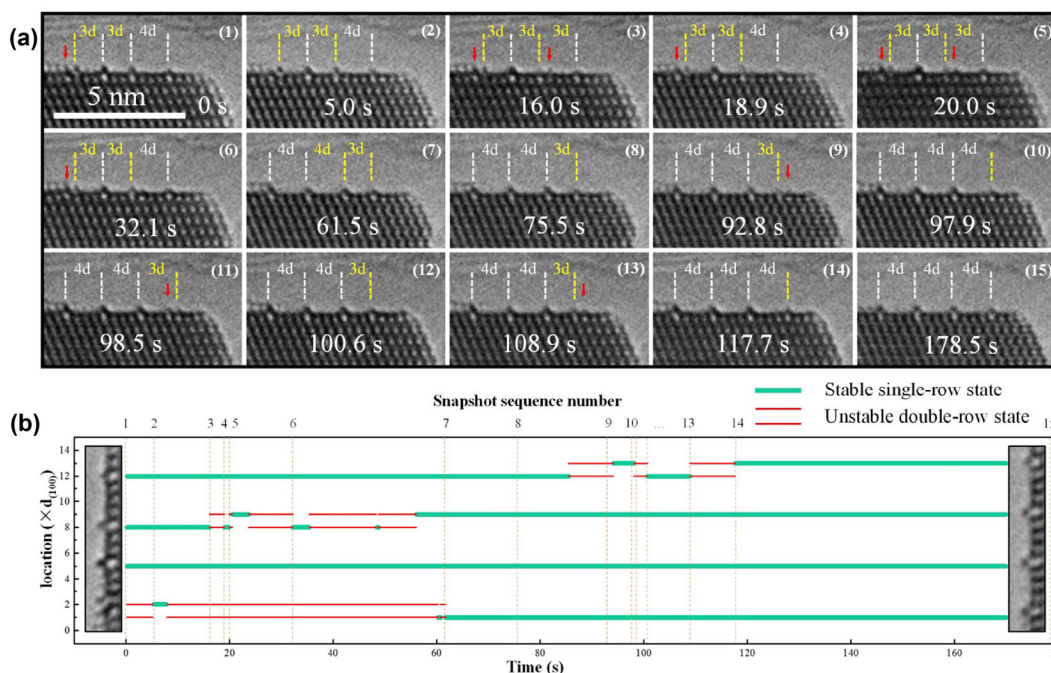 (a)
3d 3d 4d (1)
5 nm 0 s
3d 3d 4d (2)
5.0 s
3d 3d 4d (3)
16.0 s
3d 3d 4d (4)
18.9 s
3d 3d 3d (5)
20.0 s
3d 3d 4d (6)
32.1 s
4d 4d 3d (7)
61.5 s
4d 4d 3d (8)
75.5 s
4d 4d 3d (9)
92.8 s
4d 4d 4d (10)
97.9 s
4d 4d 3d (11)
98.5 s
4d 4d 3d (12)
100.6 s
4d 4d 3d (13)
108.9 s
4d 4d 4d (14)
117.7 s
4d 4d 4d (15)
178.5 s
Stable single-row state
Unstable double-row state
(b)
Snapshot sequence number
1 2 3 4 5 6 7 8 9 10 ... 13 14 15
location (×d(100))
14
12
10
8
6
4
2
0
0 20 40 60 80 100 120 140 160
Time (s)